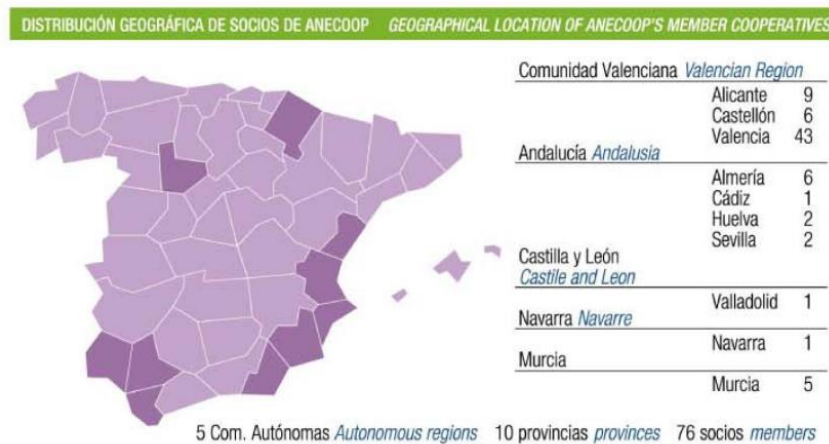 DISTRIBUCIÓN GEOGRÁFICA DE SOCIOS DE ANECOOP GEOGRAPHICAL LOCATION OF ANECOOP'S MEMBER COOPERATIVES
Comunidad Valenciana Valencian Region
Alicante 9
Castellón 6
Valencia 43
Andalucía Andalusia
Almería 6
Cádiz 1
Huelva 2
Sevilla 2
Castilla y León
Castile and Leon
Valladolid 1
Navarra Navarre
Navarra 1
Murcia
Murcia 5
5 Com. Autónomas Autonomous regions 10 provincias provinces 76 socios members